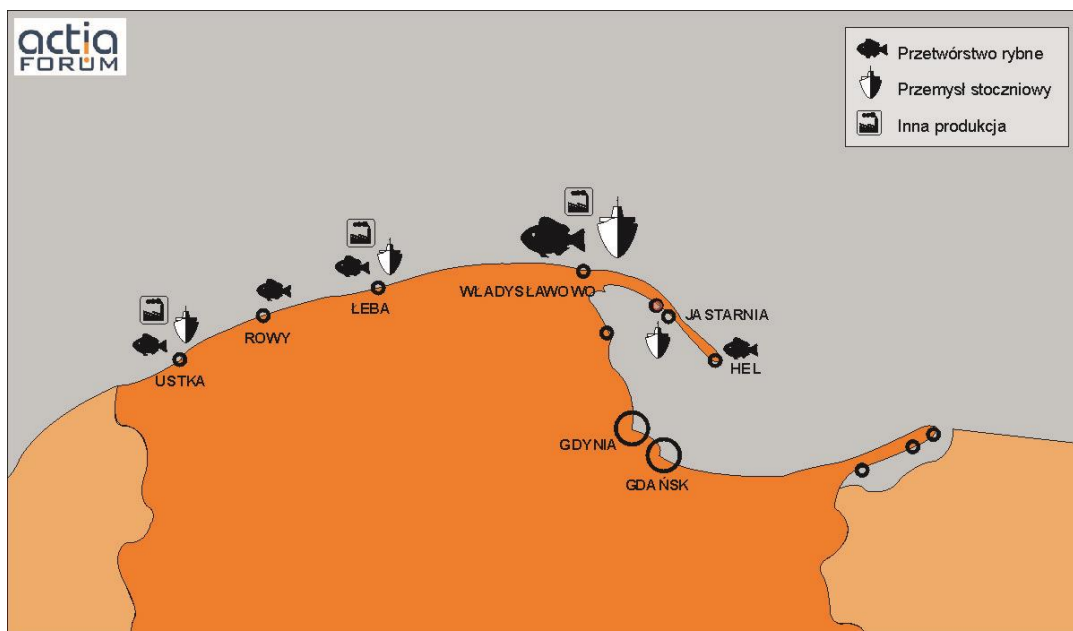 actia
FORUM
Przetwórstwo rybne
Przemysł stoczniowy
Inna produkcja
WŁADYSŁAWOWO
ŁEBA
JASTARNIA
ROWY
HEL
USTKA
GDYNIA
GDAŃSK